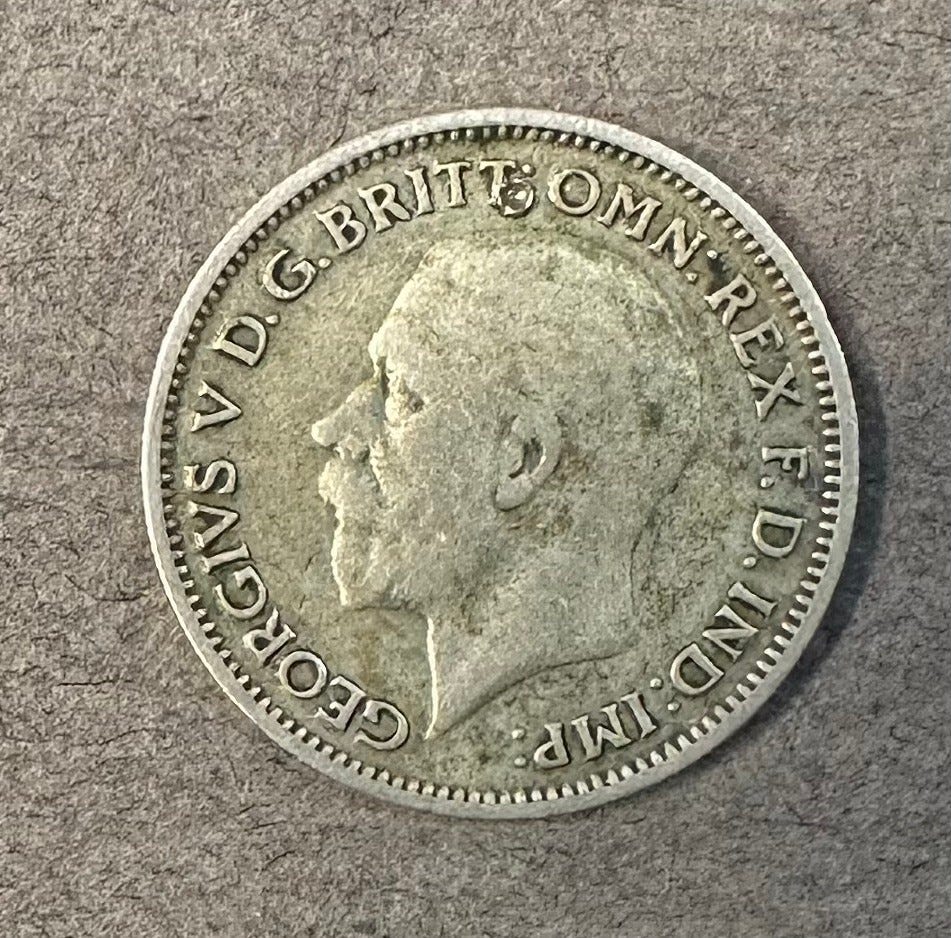 GEORGIVS V D. G. BRITT: OMN: REX F. D. IND: IMP: